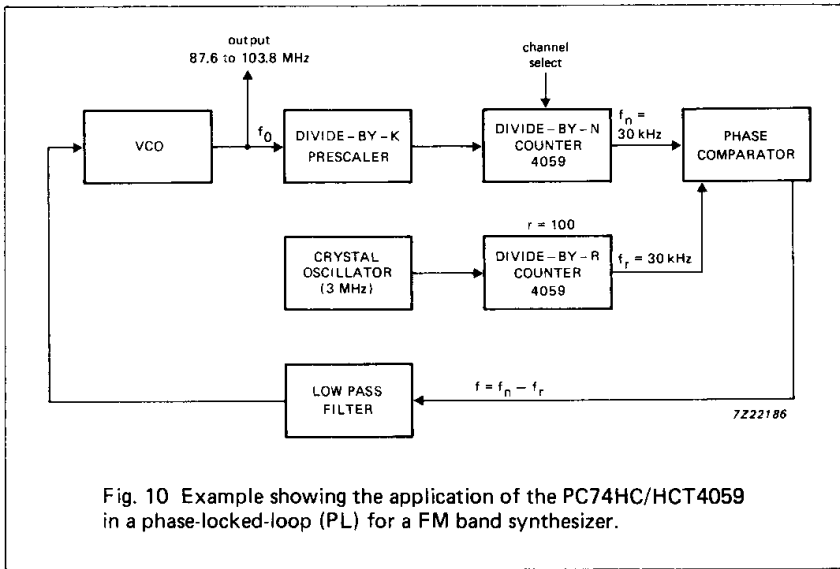 output
87.6 to 103.8 MHz
channel
select
VCO
f0
DIVIDE-BY-K
PRESCALER
DIVIDE-BY-N
COUNTER
4059
fn =
30 kHz
PHASE
COMPARATOR
r = 100
CRYSTAL
OSCILLATOR
(3 MHz)
DIVIDE-BY-R
COUNTER
4059
fr = 30 kHz
LOW PASS
FILTER
f = fn – fr
7Z22186
Fig. 10 Example showing the application of the PC74HC/HCT4059
in a phase-locked-loop (PL) for a FM band synthesizer.